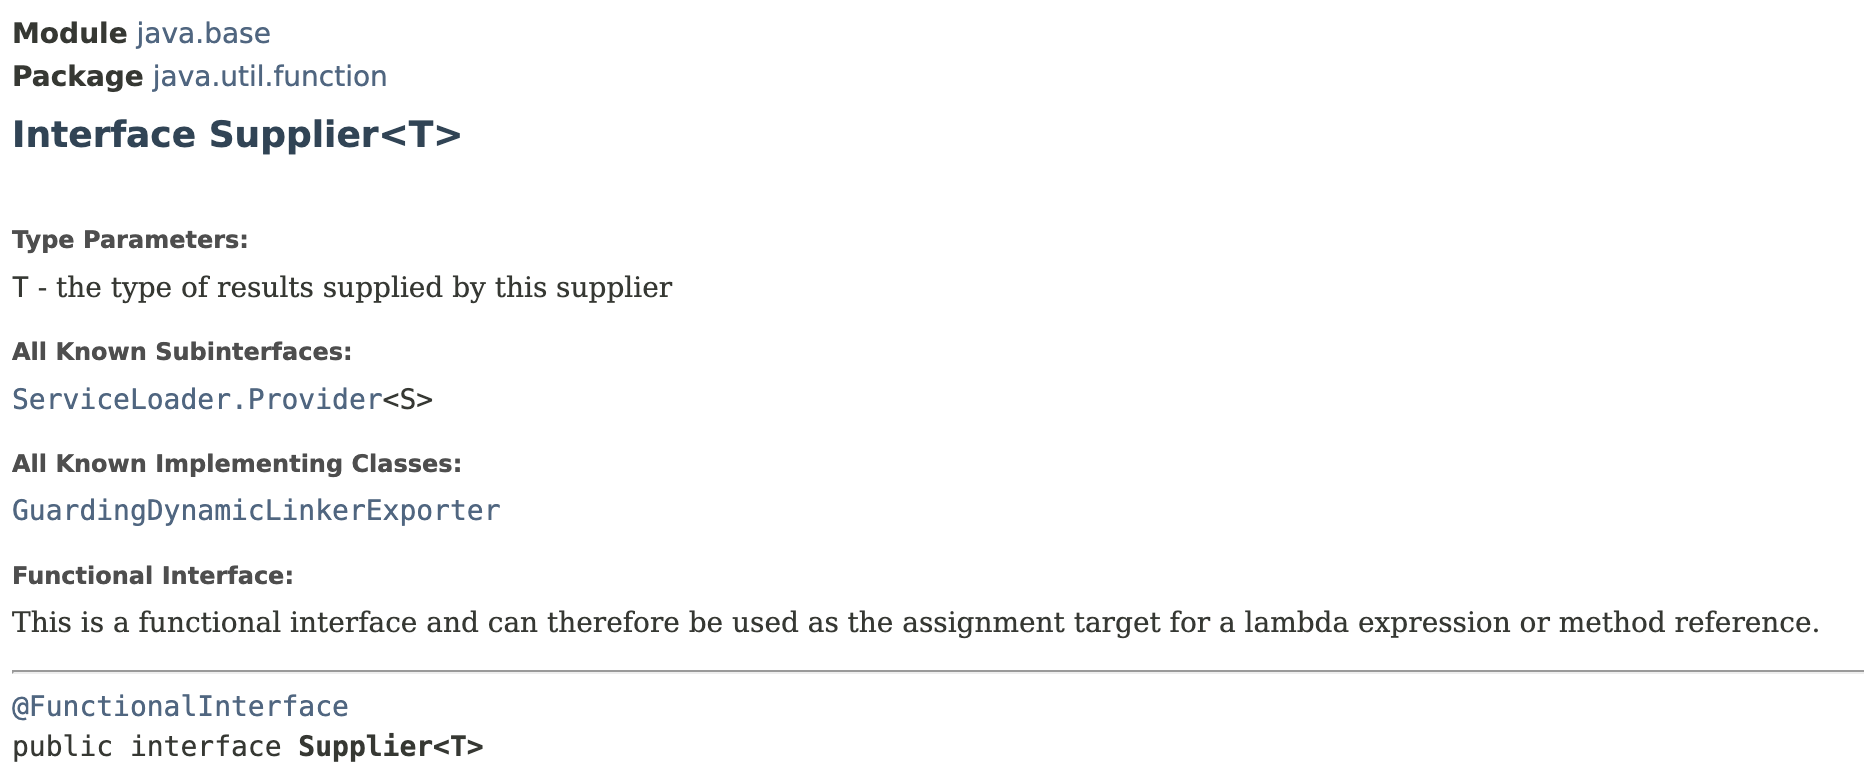 Module java.base
Package java.util.function
Interface Supplier<T>
Type Parameters:
T - the type of results supplied by this supplier
All Known Subinterfaces:
ServiceLoader.Provider<S>
All Known Implementing Classes:
GuardingDynamicLinkerExporter
Functional Interface:
This is a functional interface and can therefore be used as the assignment target for a lambda expression or method reference.
@FunctionalInterface
public interface Supplier<T>